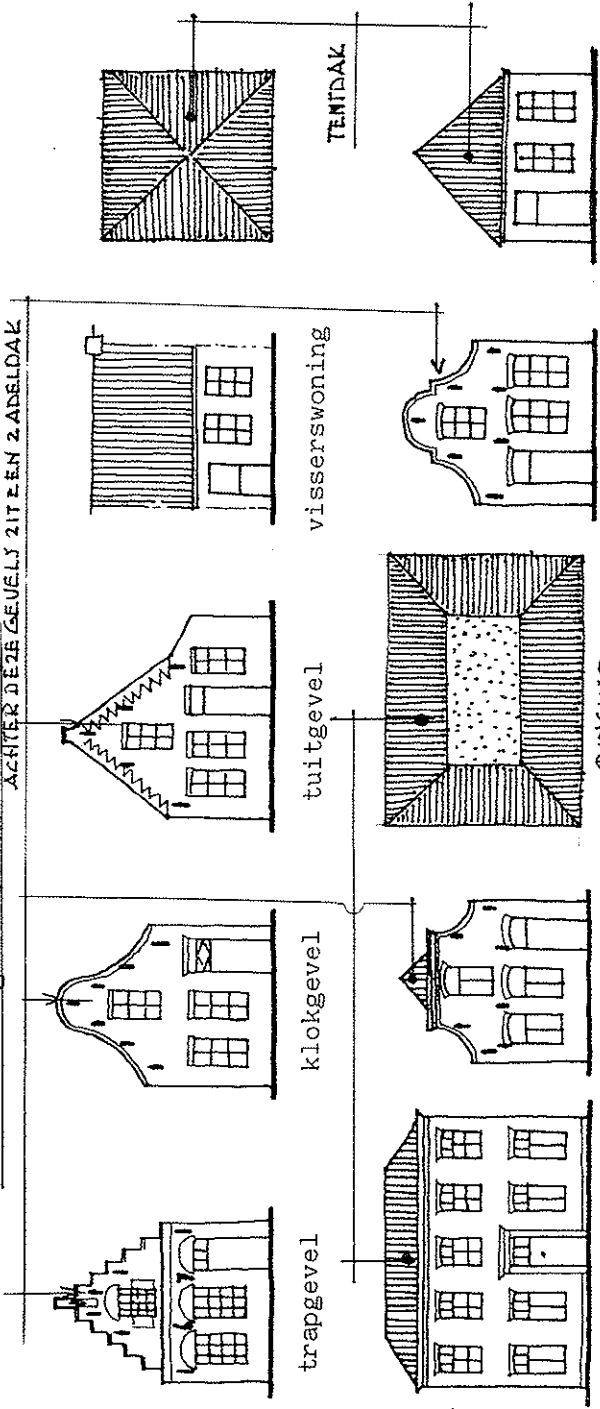 ACHTER DEZE GEVELS ZIT EEN ZADELDAK
trapgevel
klokgevel
tuitgevel
visserswoning
TENTDAK